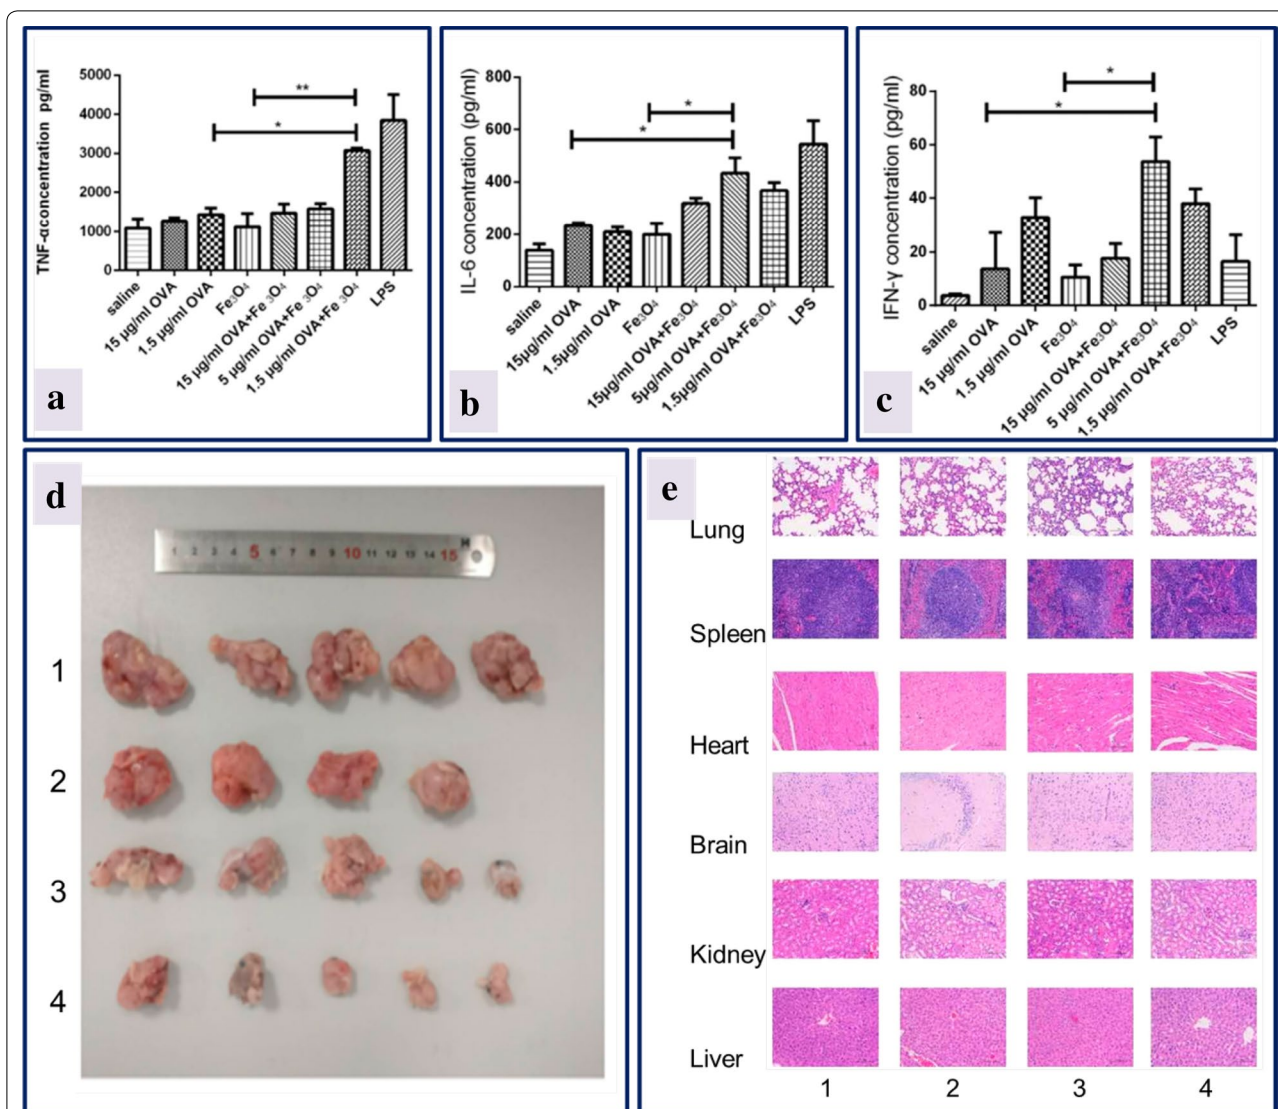 TNF-αconcentration pg/ml
5000
4000
3000
2000
1000
0
**
*
saline
15 µg/ml OVA
1.5 µg/ml OVA
Fe3O4
15 µg/ml OVA+Fe 3O4
5 µg/ml OVA+Fe 3O4
1.5 µg/ml OVA+Fe 3O4
LPS
a
IL-6 concentration (pg/ml)
800
600
400
200
0
*
*
saline
15µg/ml OVA
1.5µg/ml OVA
Fe3O4
15µg/ml OVA+Fe3O4
5µg/ml OVA+Fe3O4
1.5µg/ml OVA+Fe3O4
LPS
b
IFN-γ concentration (pg/ml)
80
60
40
20
0
*
*
saline
15 µg/ml OVA
1.5 µg/ml OVA
Fe3O4
15 µg/ml OVA+Fe3O4
5 µg/ml OVA+Fe3O4
1.5 µg/ml OVA+Fe3O4
LPS
c
d
1 2 3 4 5 6 7 8 9 10 11 12 13 14 15
1
2
3
4
e
Lung
Spleen
Heart
Brain
Kidney
Liver
1 2 3 4